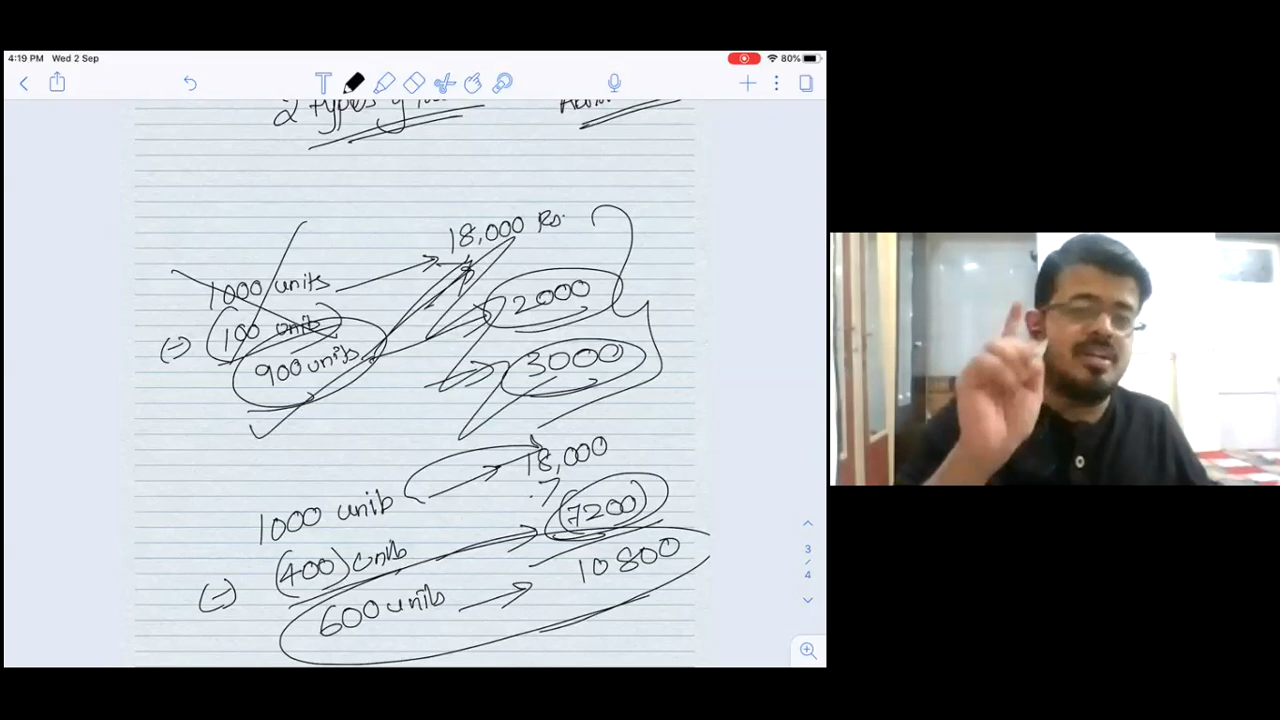 4:19 PM Wed 2 Sep
80%
T
2 types of
18,000 Rs.
1000 units
(-) 100 units
2000
900 units
3000
18,000
1000 units
7200
(-) 400 units
10800
600 units
3
/
4